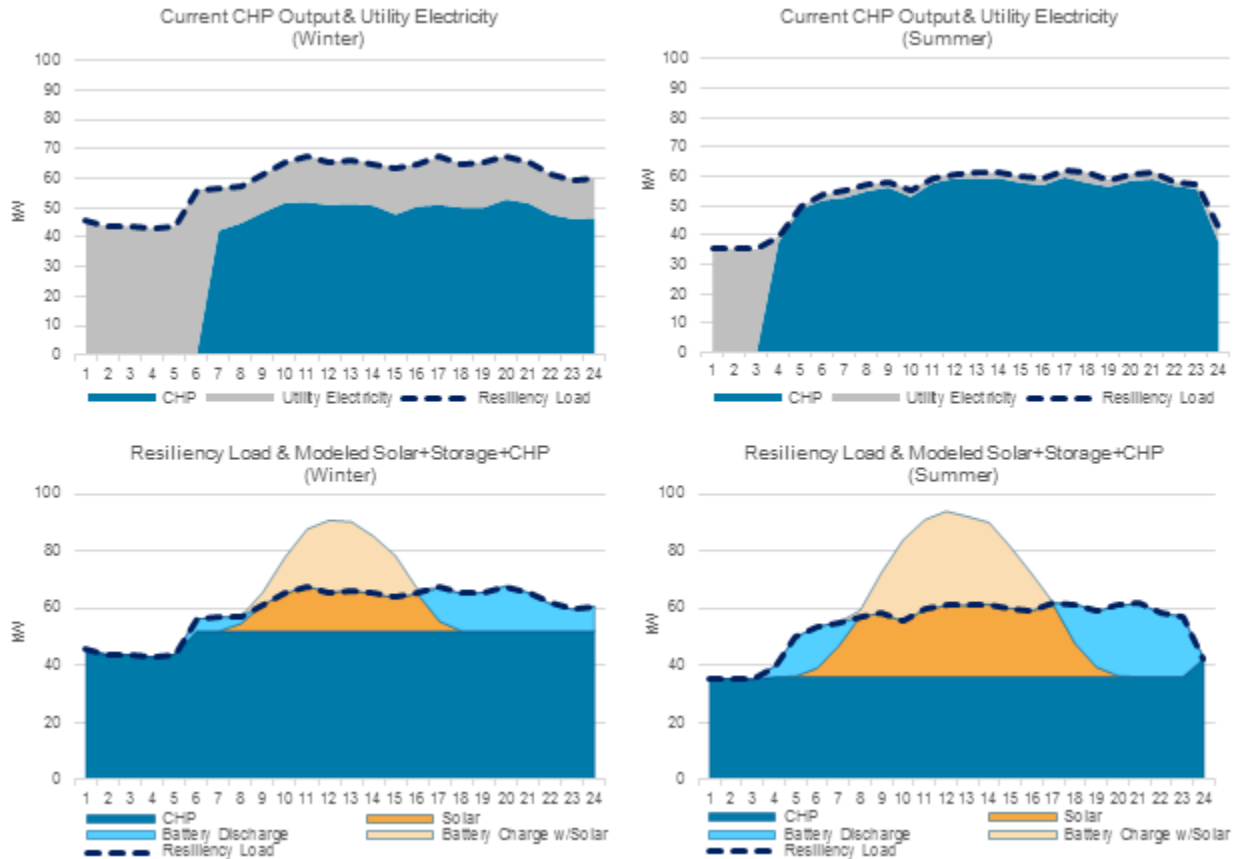 Current CHP Output & Utility Electricity
(Winter)
100
90
80
70
60
50
40
30
20
10
0
kW
1 2 3 4 5 6 7 8 9 10 11 12 13 14 15 16 17 18 19 20 21 22 23 24
CHP Utility Electricity Resiliency Load
Current CHP Output & Utility Electricity
(Summer)
100
90
80
70
60
50
40
30
20
10
0
kW
1 2 3 4 5 6 7 8 9 10 11 12 13 14 15 16 17 18 19 20 21 22 23 24
CHP Utility Electricity Resiliency Load
Resiliency Load & Modeled Solar+Storage+CHP
(Winter)
100
80
60
40
20
0
kW
1 2 3 4 5 6 7 8 9 10 11 12 13 14 15 16 17 18 19 20 21 22 23 24
CHP Solar
Battery Discharge Battery Charge w/Solar
Resiliency Load
Resiliency Load & Modeled Solar+Storage+CHP
(Summer)
100
80
60
40
20
0
kW
1 2 3 4 5 6 7 8 9 10 11 12 13 14 15 16 17 18 19 20 21 22 23 24
CHP Solar
Battery Discharge Battery Charge w/Solar
Resiliency Load